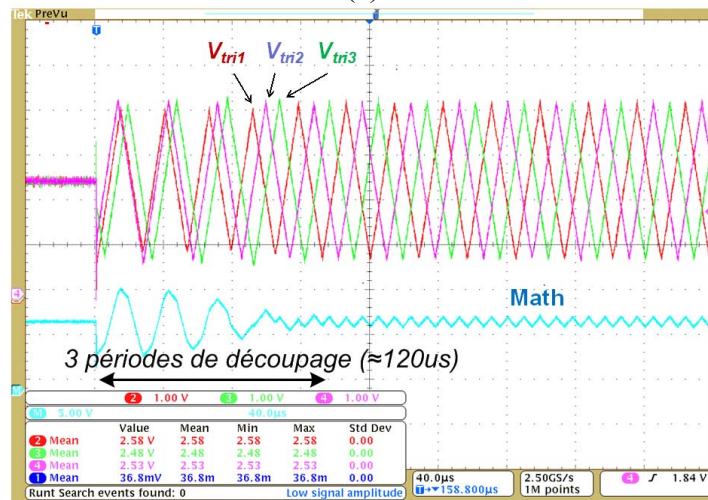 Tek PreVu
T
V_tri1 V_tri2 V_tri3
4
Math
3 périodes de découpage (≈120us)
M
2 1.00 V 3 1.00 V 4 1.00 V
M 5.00 V 40.0µs
Value Mean Min Max Std Dev
2 Mean 2.58 V 2.58 2.58 2.58 0.00
3 Mean 2.48 V 2.48 2.48 2.48 0.00
4 Mean 2.53 V 2.53 2.53 2.53 0.00
1 Mean 36.8mV 36.8m 36.8m 36.8m 0.00
40.0µs
T→▼158.800µs
2.50GS/s
1M points
4 ∫ 1.84 V
Runt Search events found: 0 Low signal amplitude